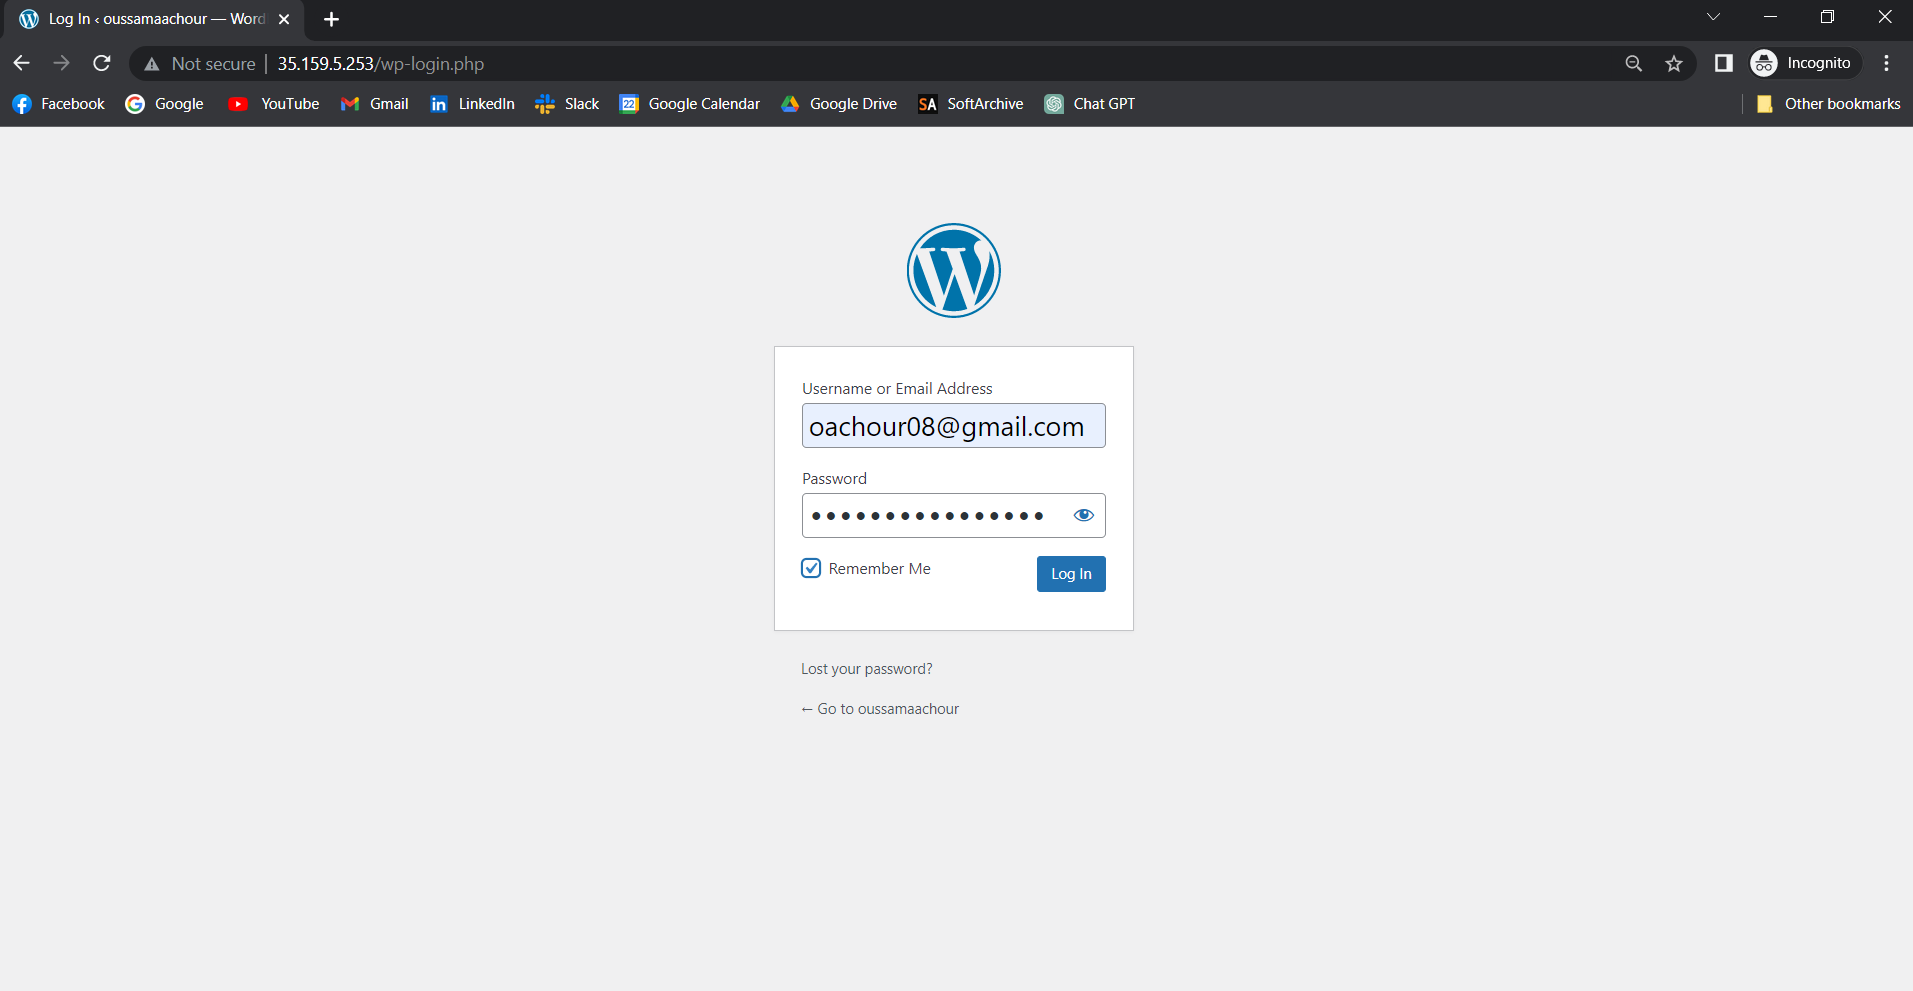 Log In ‹ oussamaachour — Word
Not secure 35.159.5.253/wp-login.php
Incognito
Facebook Google YouTube Gmail LinkedIn Slack 22 Google Calendar Google Drive SA SoftArchive Chat GPT Other bookmarks
Username or Email Address
oachour08@gmail.com
Password
••••••••••••••••
Remember Me
Log In
Lost your password?
← Go to oussamaachour